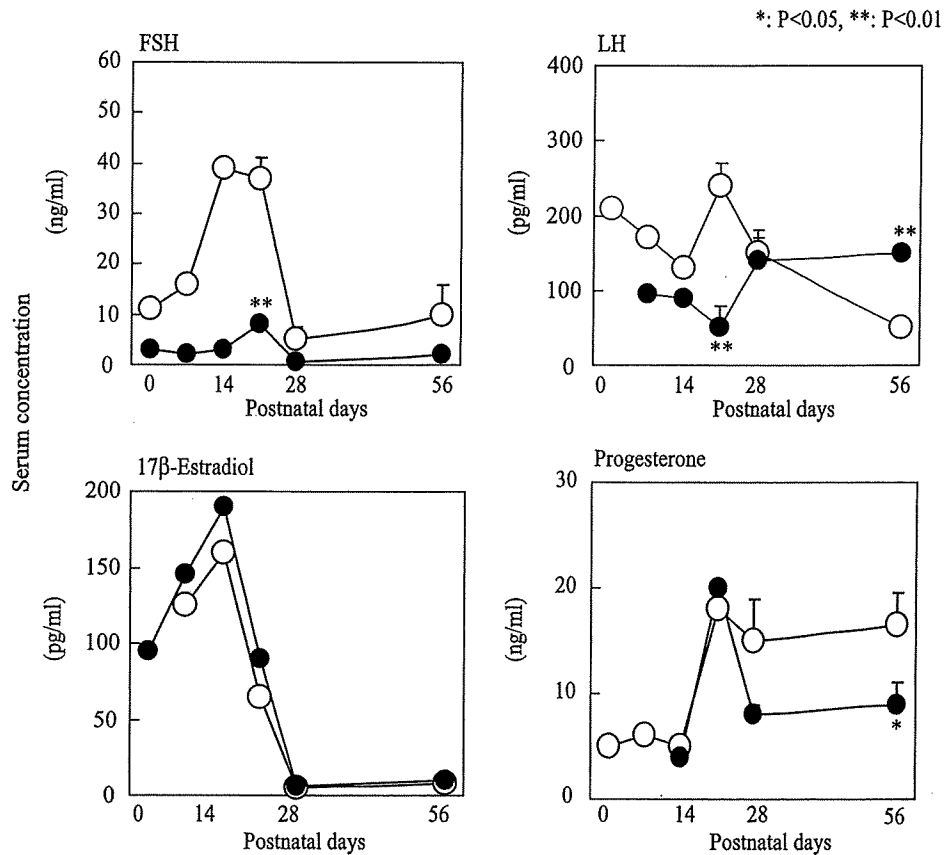 *: P<0.05, **: P<0.01
FSH
60
50
40
30
20
10
0
(ng/ml)
**
0 14 28 56
Postnatal days
LH
400
300
200
100
0
(pg/ml)
**
**
0 14 28 56
Postnatal days
Serum concentration
17β-Estradiol
200
150
100
50
0
(pg/ml)
0 14 28 56
Postnatal days
Progesterone
30
20
10
0
(ng/ml)
*
0 14 28 56
Postnatal days